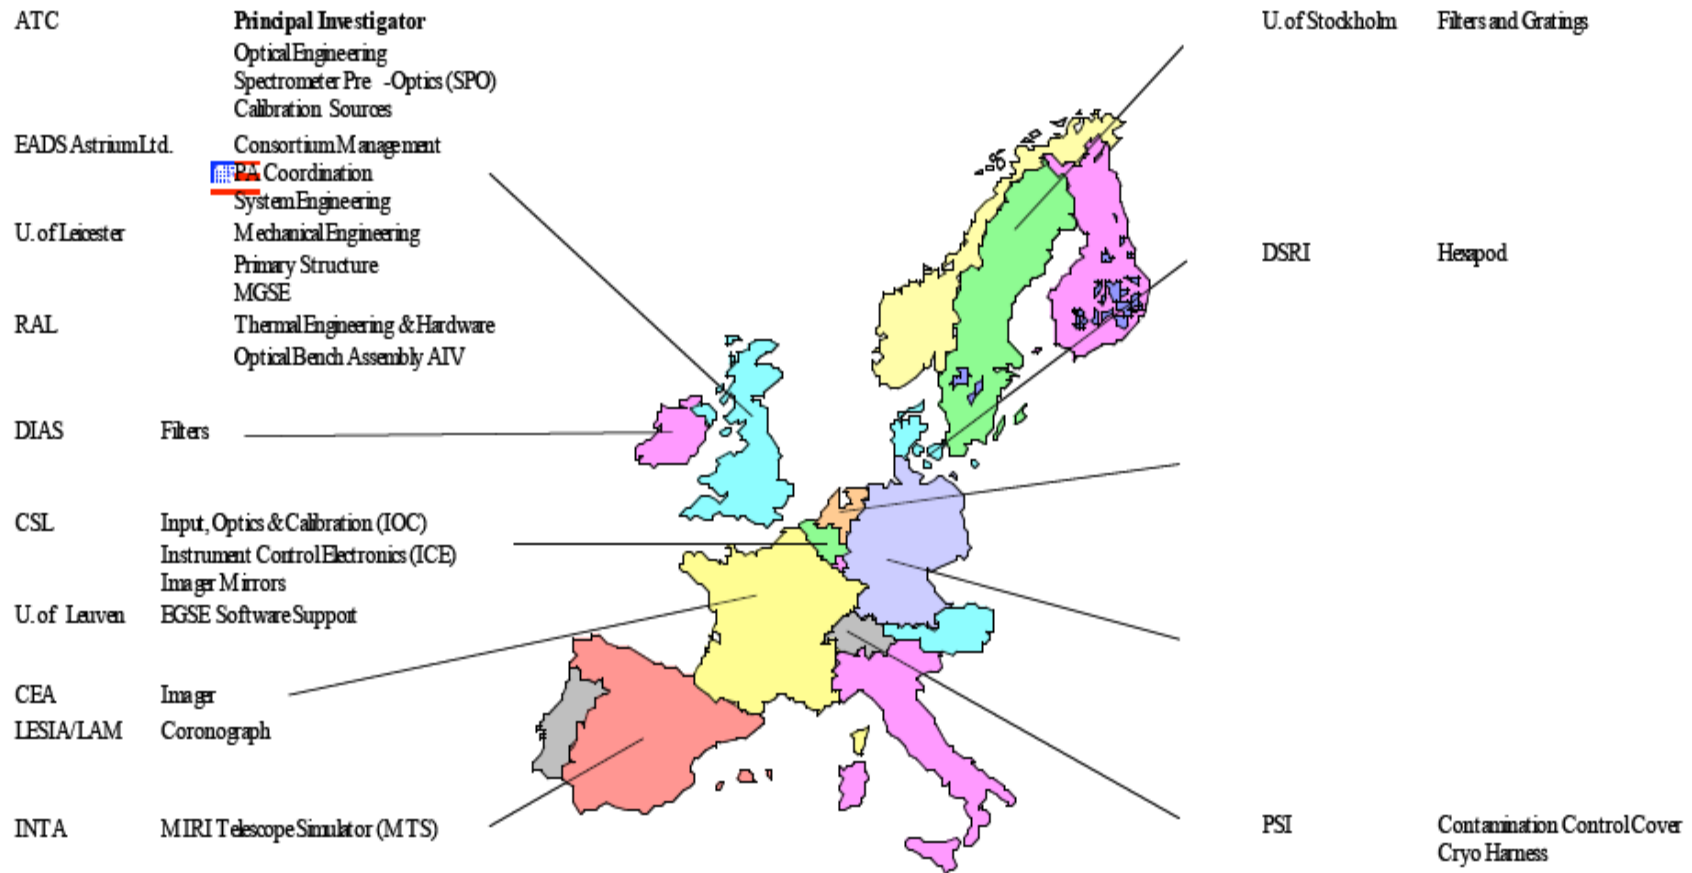 ATC Principal Investigator
Optical Engineering
Spectrometer Pre -Optics (SPO)
Calibration Sources
EADS Astrium Ltd. Consortium Management
PA Coordination
System Engineering
U. of Leicester Mechanical Engineering
Primary Structure
MGSE
RAL Thermal Engineering & Hardware
Optical Bench Assembly AIV
DIAS Filters
CSL Input, Optics & Calibration (IOC)
Instrument Control Electronics (ICE)
Imager Mirrors
U. of Leuven EGSE Software Support
CEA Imager
LESIA/LAM Coronograph
INTA MIRI Telescope Simulator (MTS)
U. of Stockholm Filters and Gratings
DSRI Hexapod
PSI Contamination Control Cover
Cryo Harness